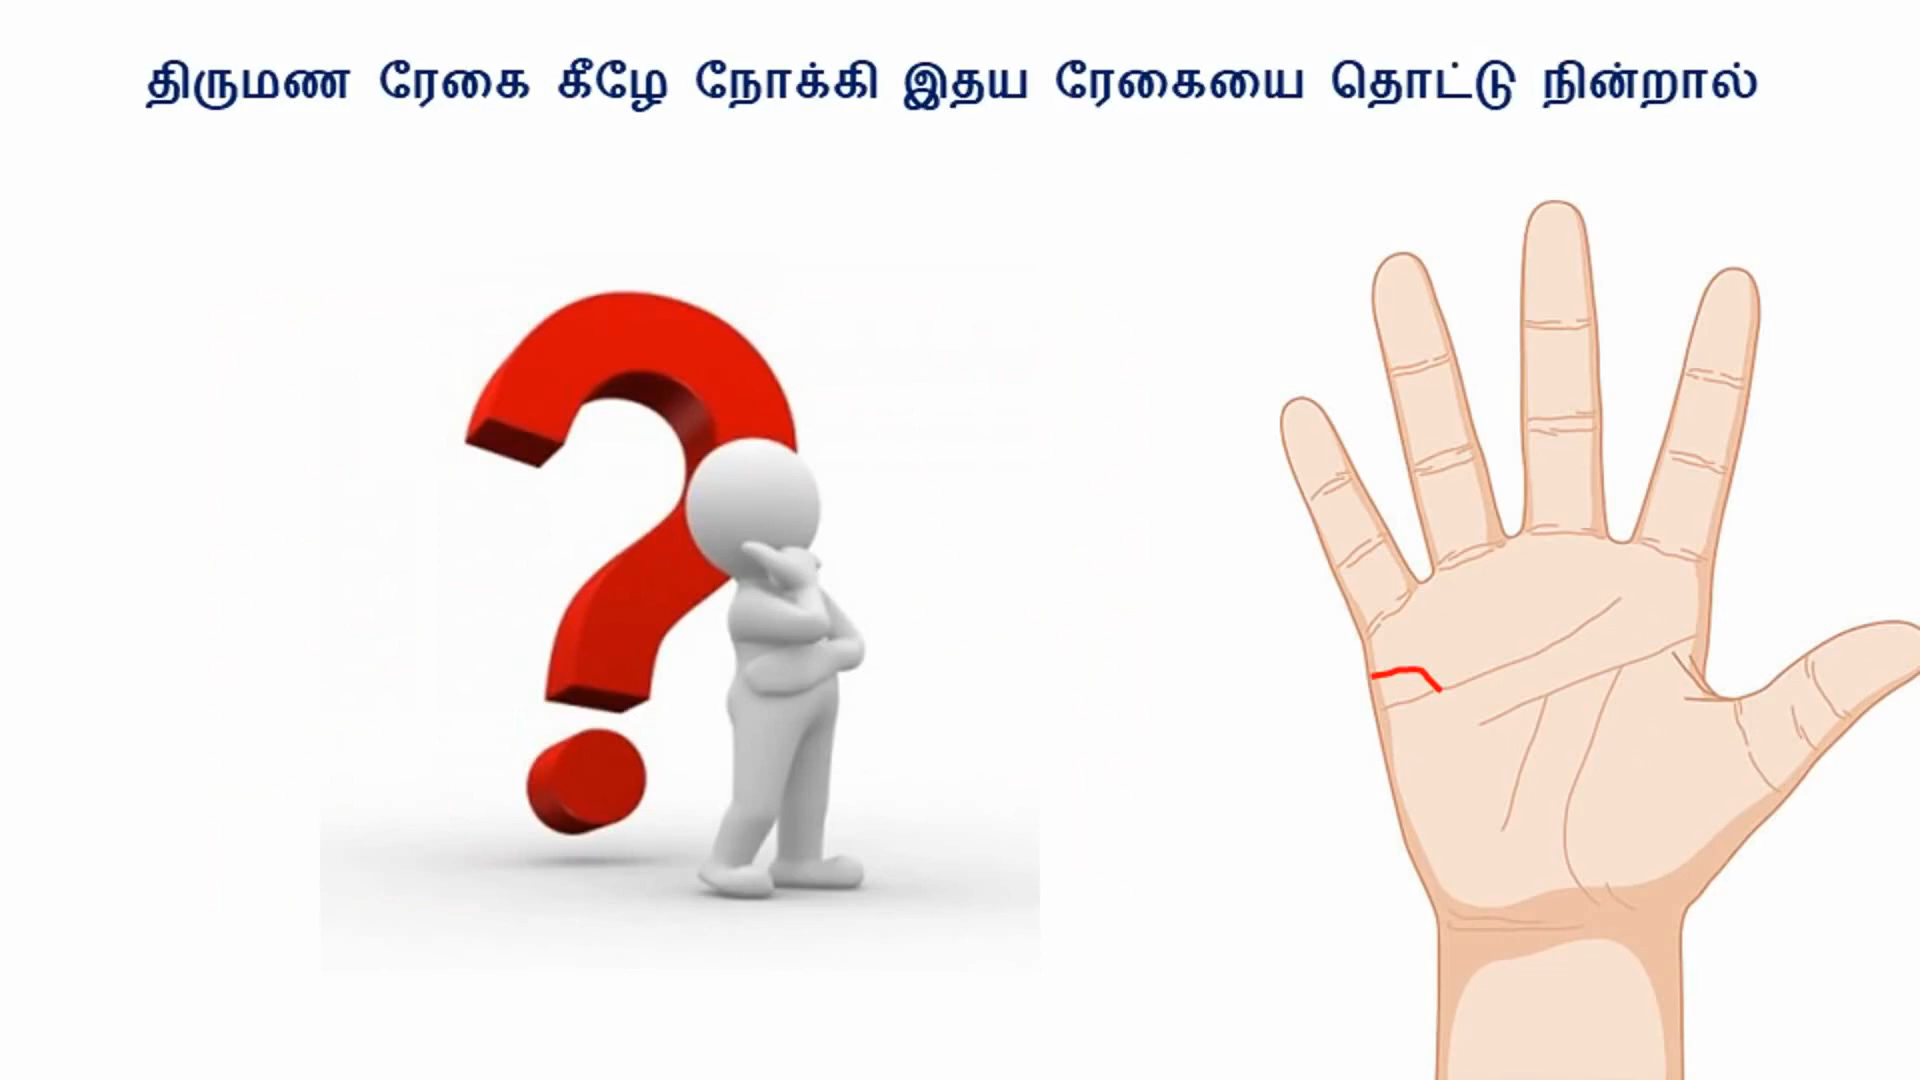 திருமண ரேகை கீழே நோக்கி இதய ரேகையை தொட்டு நின்றால்